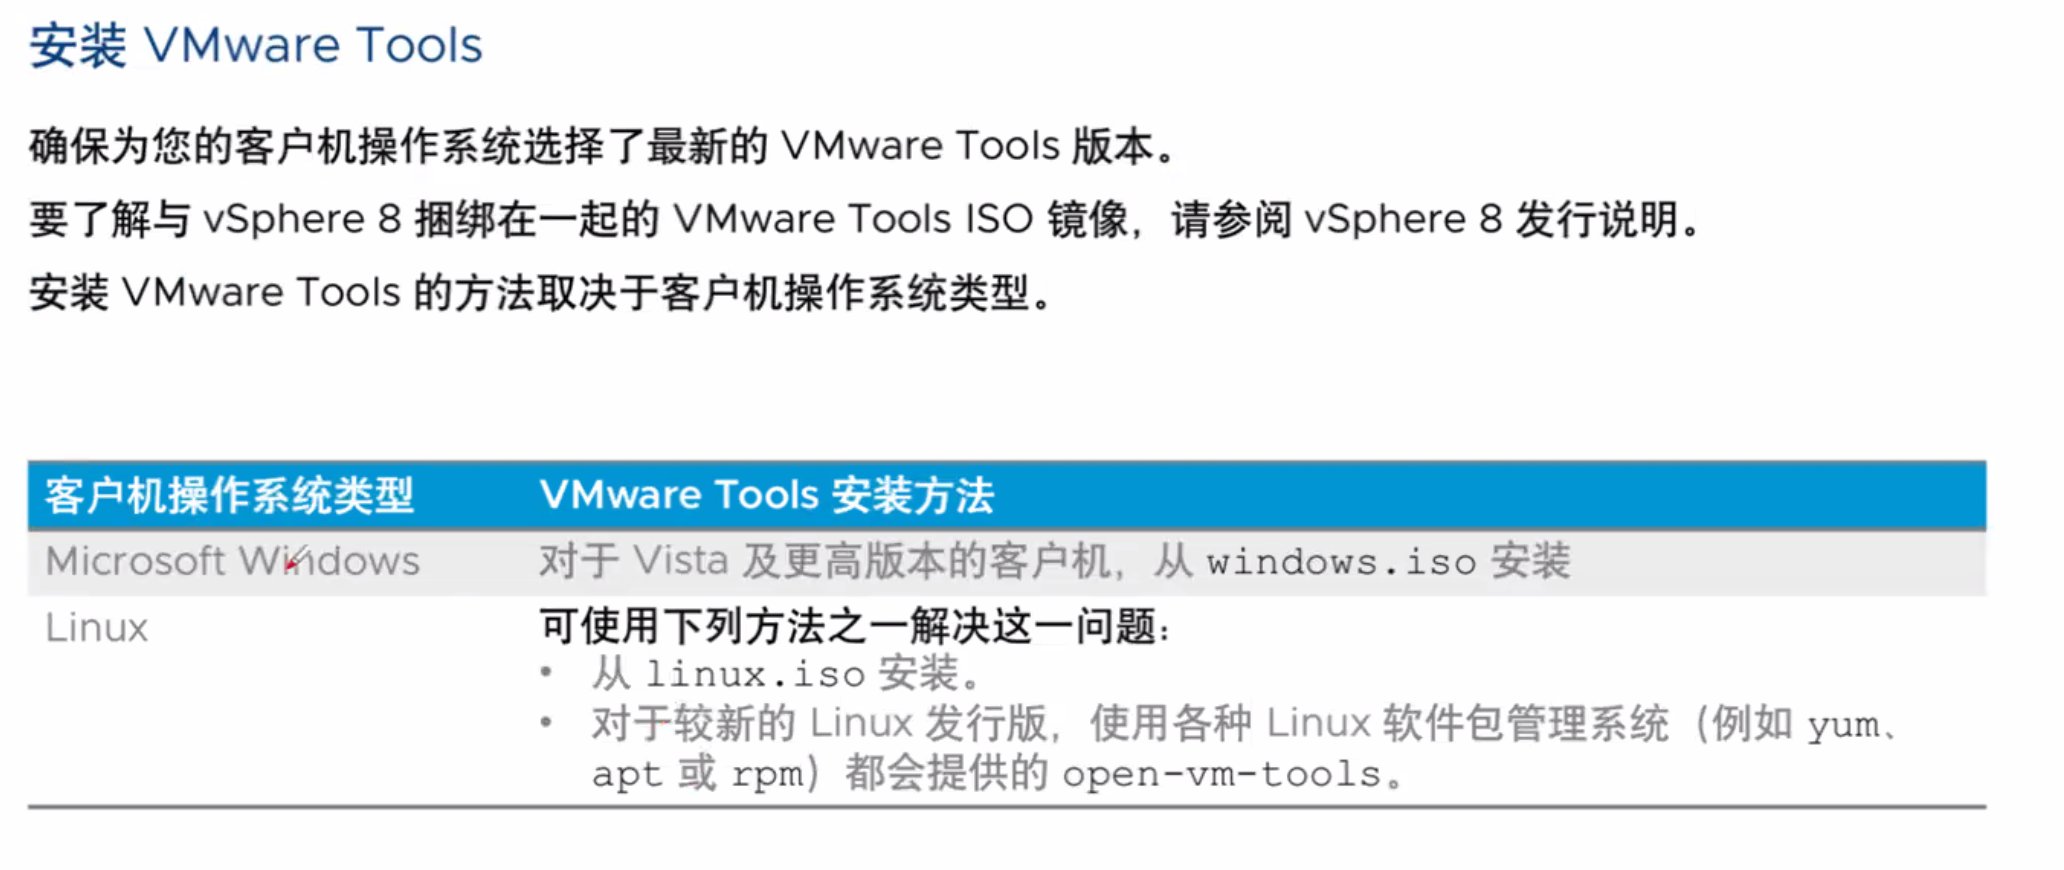 安装 VMware Tools
确保为您的客户机操作系统选择了最新的 VMware Tools 版本。
要了解与 vSphere 8 捆绑在一起的 VMware Tools ISO 镜像，请参阅 vSphere 8 发行说明。
安装 VMware Tools 的方法取决于客户机操作系统类型。
客户机操作系统类型 VMware Tools 安装方法
Microsoft Windows 对于 Vista 及更高版本的客户机，从 windows.iso 安装
Linux 可使用下列方法之一解决这一问题：
• 从 linux.iso 安装。
• 对于较新的 Linux 发行版，使用各种 Linux 软件包管理系统（例如 yum、
apt 或 rpm）都会提供的 open-vm-tools。